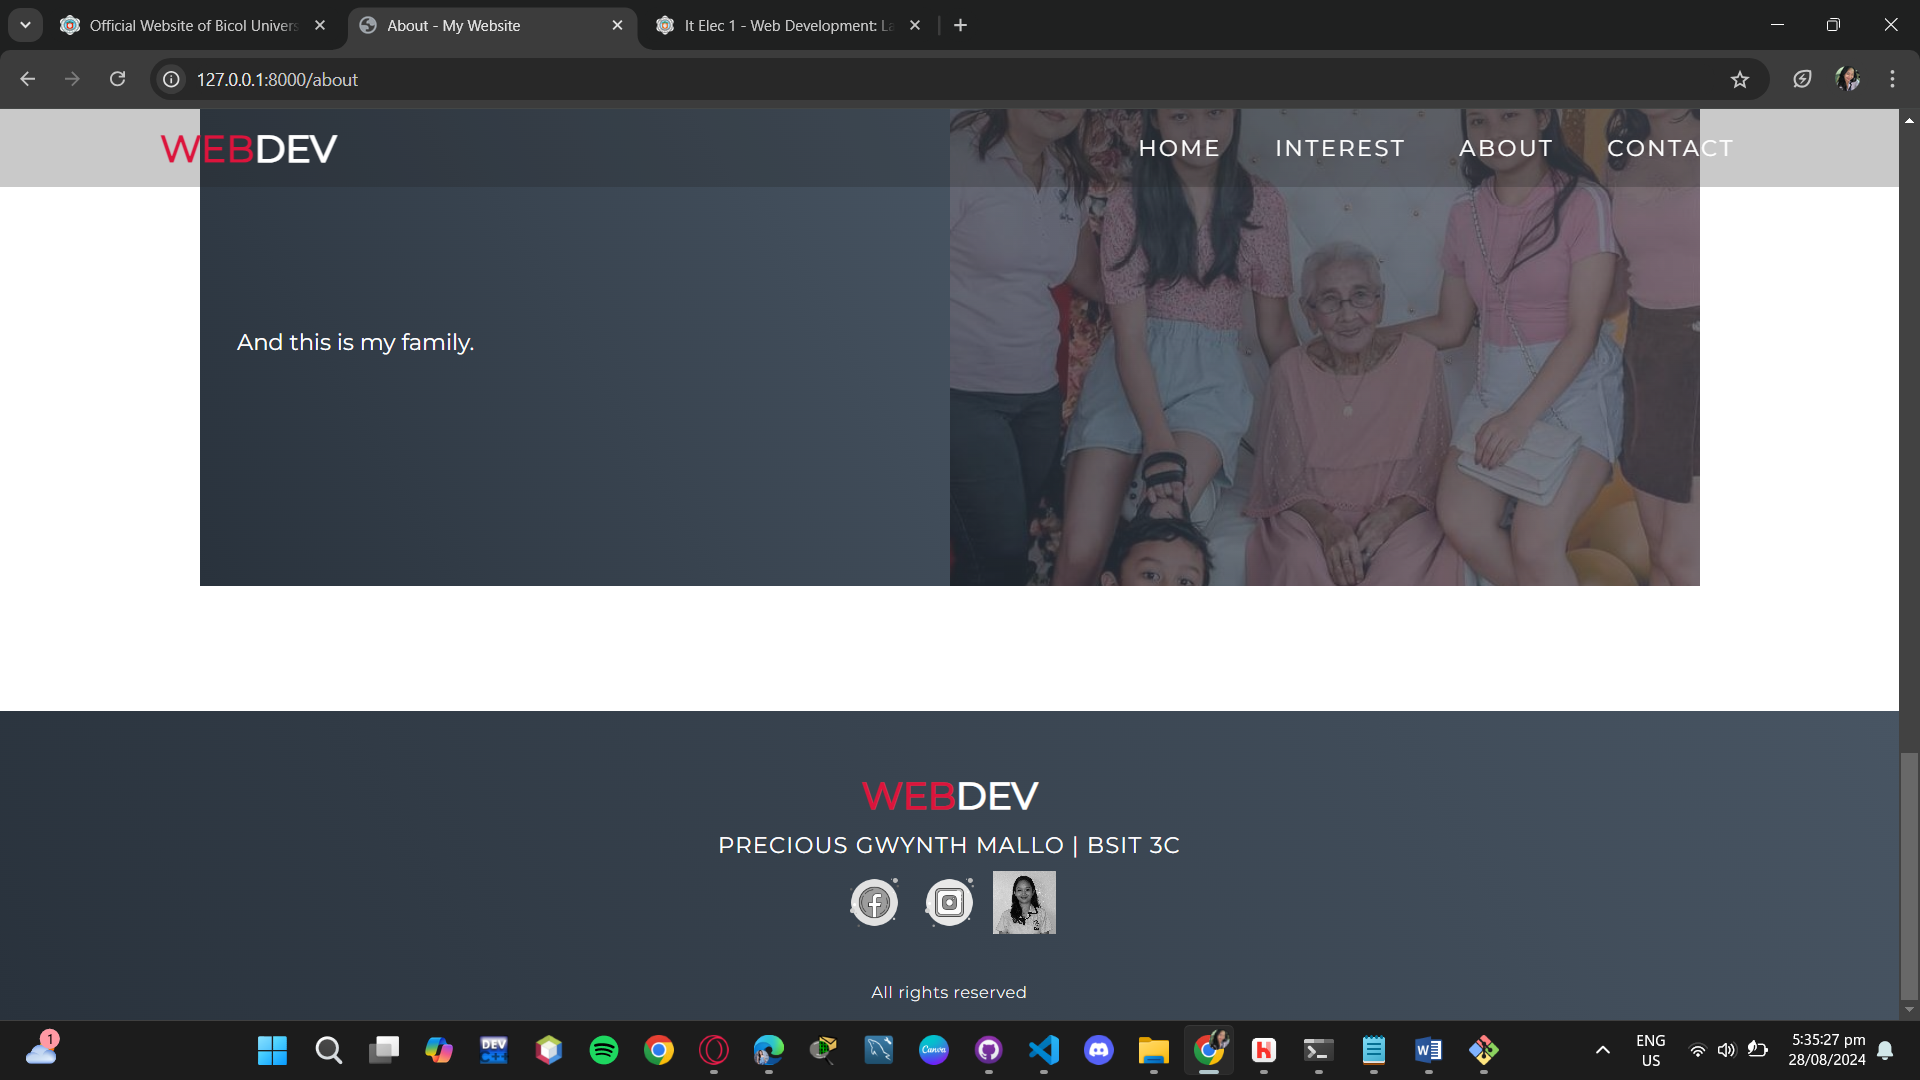 Official Website of Bicol Univers
About - My Website
It Elec 1 - Web Development: La
127.0.0.1:8000/about
WEBDEV
HOME INTEREST ABOUT CONTACT
And this is my family.
WEBDEV
PRECIOUS GWYNTH MALLO | BSIT 3C
All rights reserved
1
DEV
C++
Canva
ENG
US
5:35:27 pm
28/08/2024